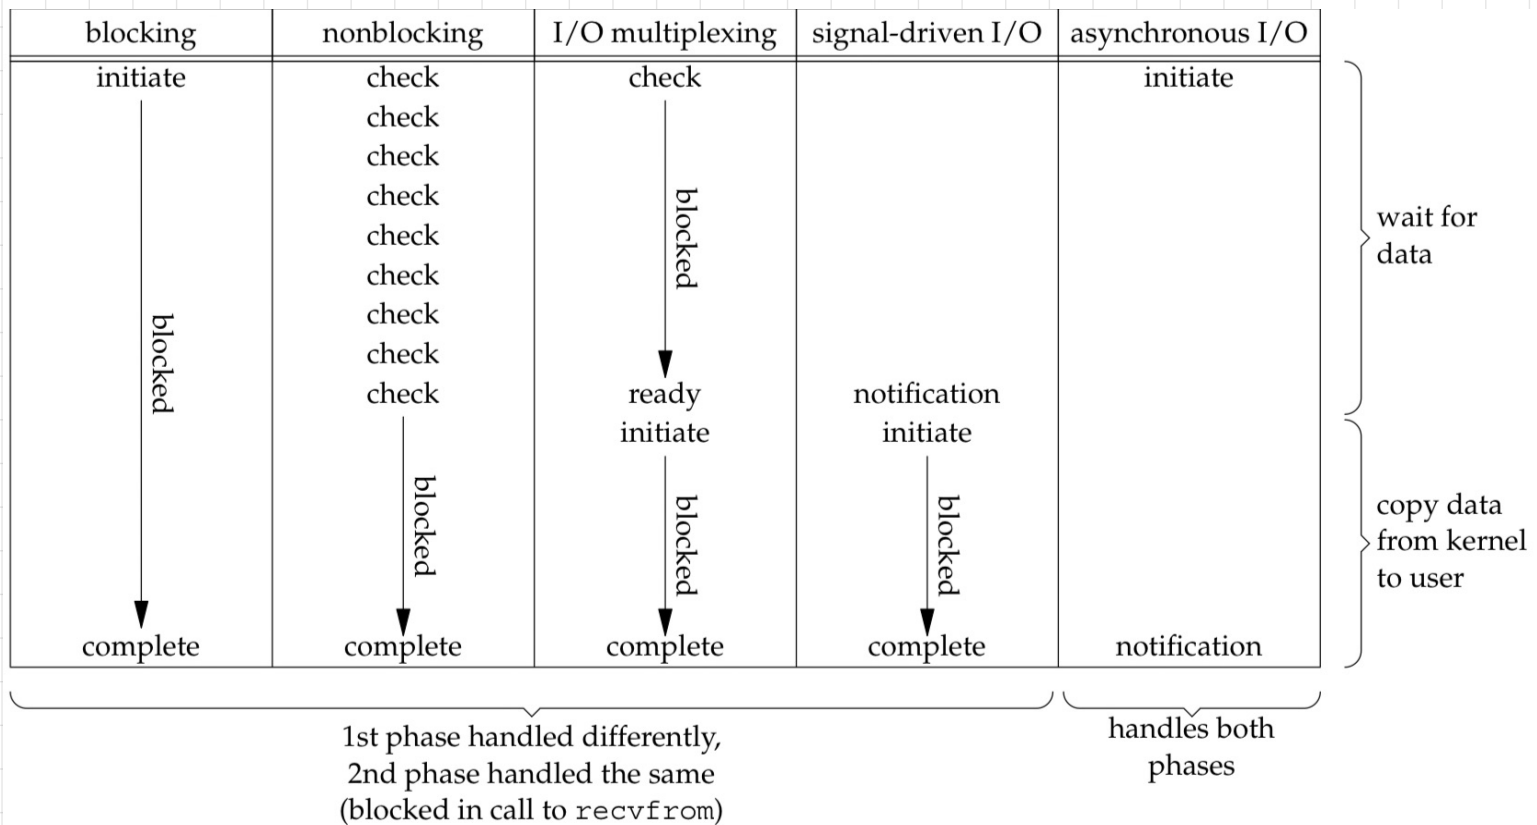 blocking nonblocking I/O multiplexing signal-driven I/O asynchronous I/O
initiate check check initiate
check
check
check
check
check
check
check
check ready notification
initiate initiate
blocked
blocked
blocked
blocked
blocked
complete complete complete complete notification
wait for
data
copy data
from kernel
to user
1st phase handled differently,
2nd phase handled the same
(blocked in call to recvfrom)
handles both
phases